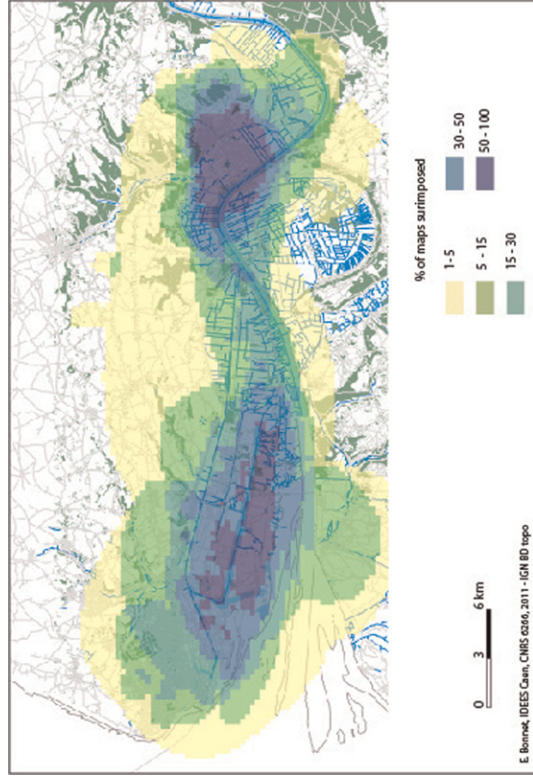 % of maps surimposed
1 - 5
5 - 15
15 - 30
30 - 50
50 - 100
0 3 6 km
E. Bonnet, IDEES Caen, CNRS 6266, 2011 - IGN BD topo